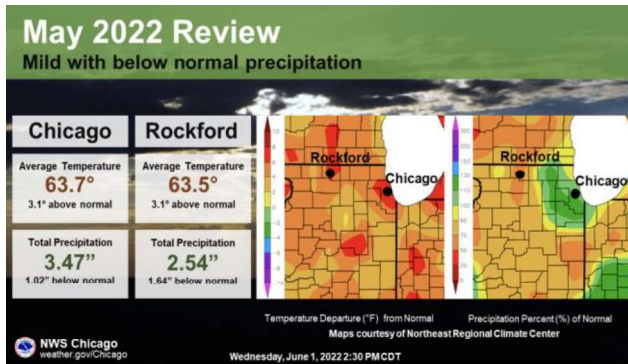 May 2022 Review
Mild with below normal precipitation
Chicago
Rockford
Average Temperature
63.7°
3.1° above normal
Average Temperature
63.5°
3.1° above normal
Total Precipitation
3.47”
1.02” below normal
Total Precipitation
2.54”
1.64” below normal
Rockford
Chicago
Rockford
Chicago
Temperature Departure (°F) from Normal
Precipitation Percent (%) of Normal
Maps courtesy of Northeast Regional Climate Center
NWS Chicago
weather.gov/Chicago
Wednesday, June 1, 2022 2:30 PM CDT